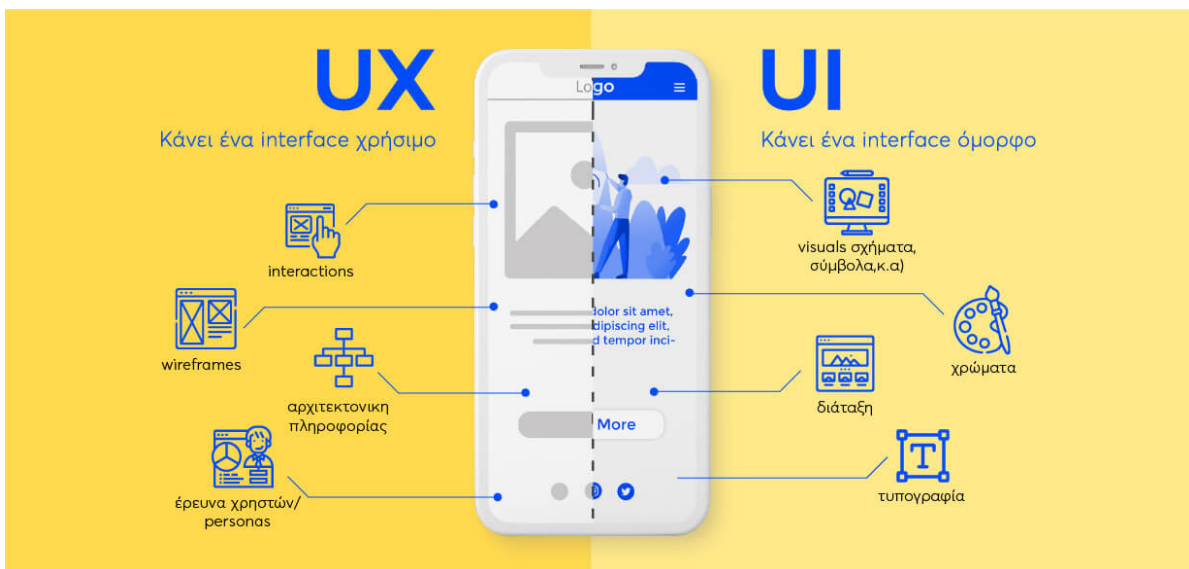 UX
Κάνει ένα interface χρήσιμο
interactions
wireframes
αρχιτεκτονικη
πληροφορίας
έρευνα χρηστών/
personas
Logo
dolor sit amet,
dipiscing elit,
d tempor inci-
More
UI
Κάνει ένα interface όμορφο
visuals σχήματα,
σύμβολα,κ.α)
χρώματα
διάταξη
T
τυπογραφία